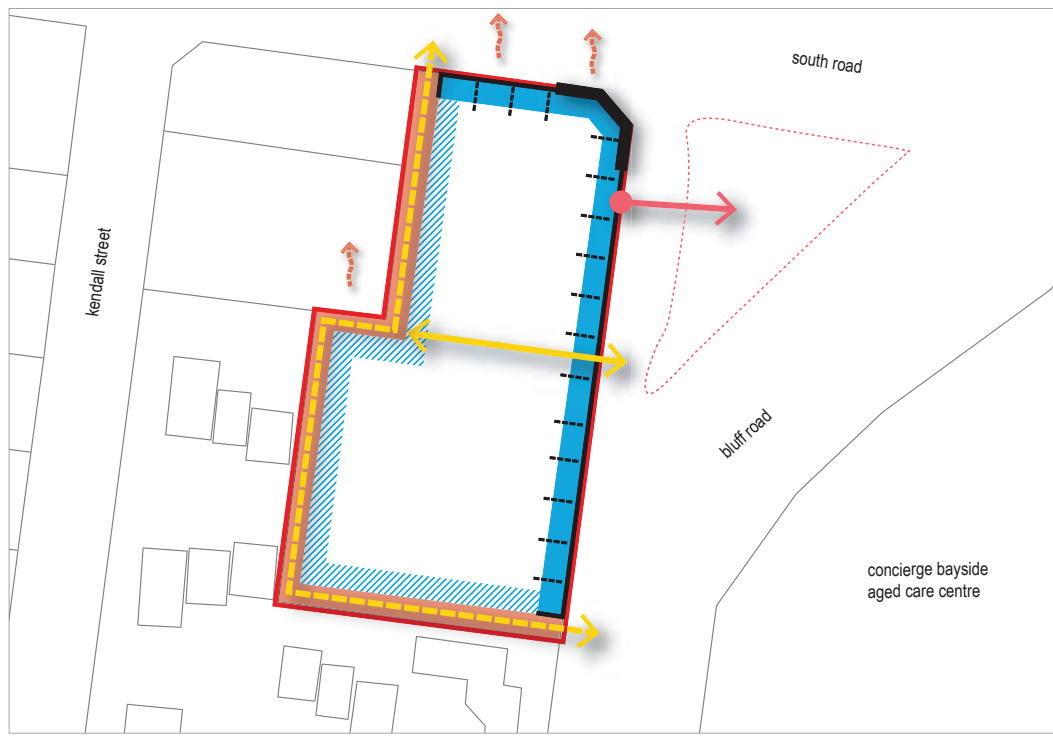 south road
kendall street
bluff road
concierge bayside
aged care centre